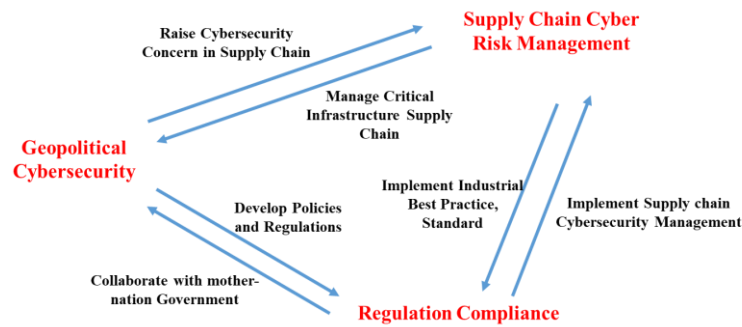 Raise Cybersecurity
Concern in Supply Chain
Supply Chain Cyber
Risk Management
Manage Critical
Infrastructure Supply
Chain
Geopolitical
Cybersecurity
Implement Industrial
Best Practice,
Standard
Implement Supply chain
Cybersecurity Management
Develop Policies
and Regulations
Collaborate with mother-
nation Government
Regulation Compliance